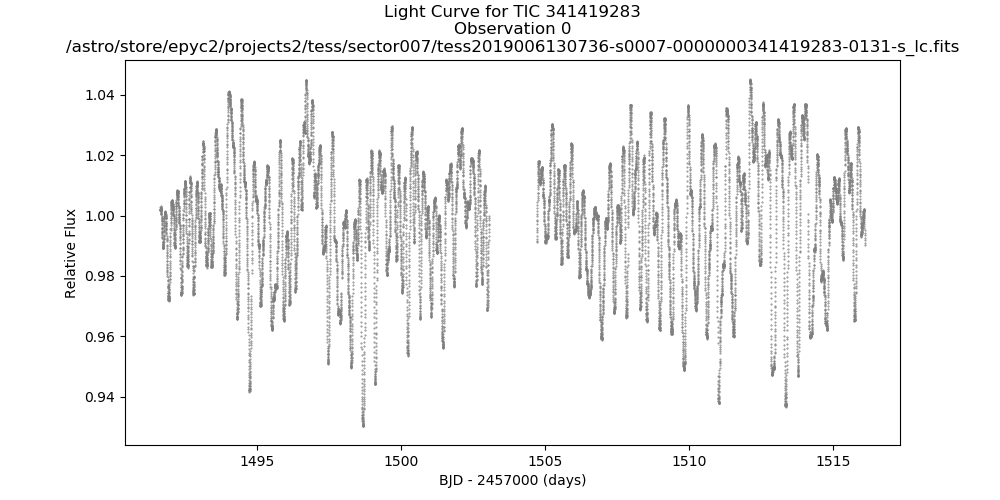 Light Curve for TIC 341419283
Observation 0
/astro/store/epyc2/projects2/tess/sector007/tess2019006130736-s0007-0000000341419283-0131-s_lc.fits
1.04
1.02
1.00
0.98
0.96
0.94
Relative Flux
1495
1500
1505
1510
1515
BJD - 2457000 (days)